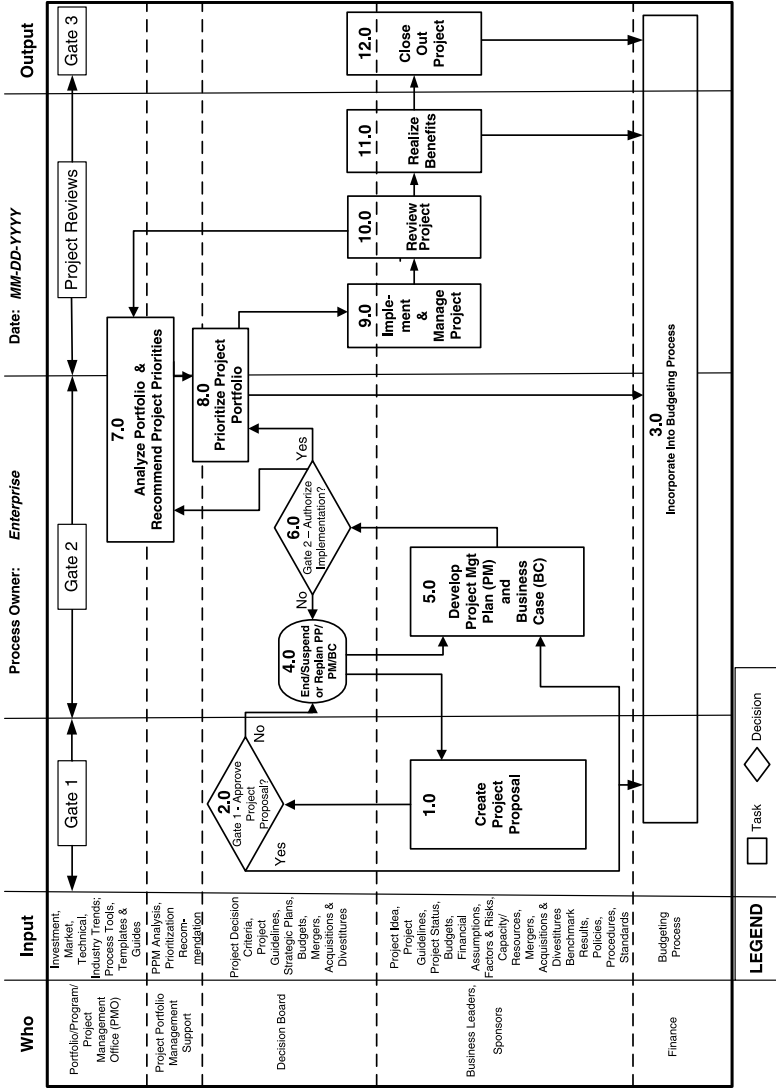 Process Owner:
Enterprise
Date: MM-DD-YYYY
Who
Input
Output
Gate 1
Gate 2
Project Reviews
Gate 3
Portfolio/Program/
Project
Management
Office (PMO)
Investment,
Market,
Technical,
Industry Trends;
Process Tools,
Templates &
Guides
Project Portfolio
Management
Support
PPM Analysis,
Prioritization
Recom-
mendation
7.0
Analyze Portfolio &
Recommend Project Priorities
Decision Board
Project Decision
Criteria,
Project
Guidelines,
Strategic Plans,
Budgets,
Mergers,
Acquisitions &
Divestitures
2.0
Gate 1 - Approve
Project
Proposal?
Yes
No
4.0
End/Suspend
or Replan PP/
PM/BC
No
6.0
Gate 2 – Authorize
Implementation?
Yes
8.0
Prioritize Project
Portfolio
Business Leaders,
Sponsors
Project Idea,
Project
Guidelines,
Project Status,
Budgets,
Financial
Assumptions,
Factors & Risks,
Capacity/
Resources,
Mergers,
Acquisitions &
Divestitures
Benchmark
Results,
Policies,
Procedures,
Standards
1.0
Create
Project
Proposal
5.0
Develop
Project Mgt
Plan (PM)
and
Business
Case (BC)
9.0
Imple-
ment
&
Manage
Project
10.0
Review
Project
11.0
Realize
Benefits
12.0
Close
Out
Project
Finance
Budgeting
Process
3.0
Incorporate Into Budgeting Process
LEGEND
Task
Decision